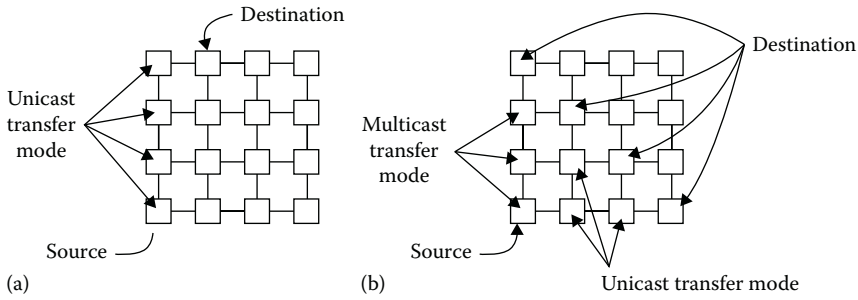 Destination
Unicast
transfer
mode
Source
(a)
Destination
Multicast
transfer
mode
Source
Unicast transfer mode
(b)